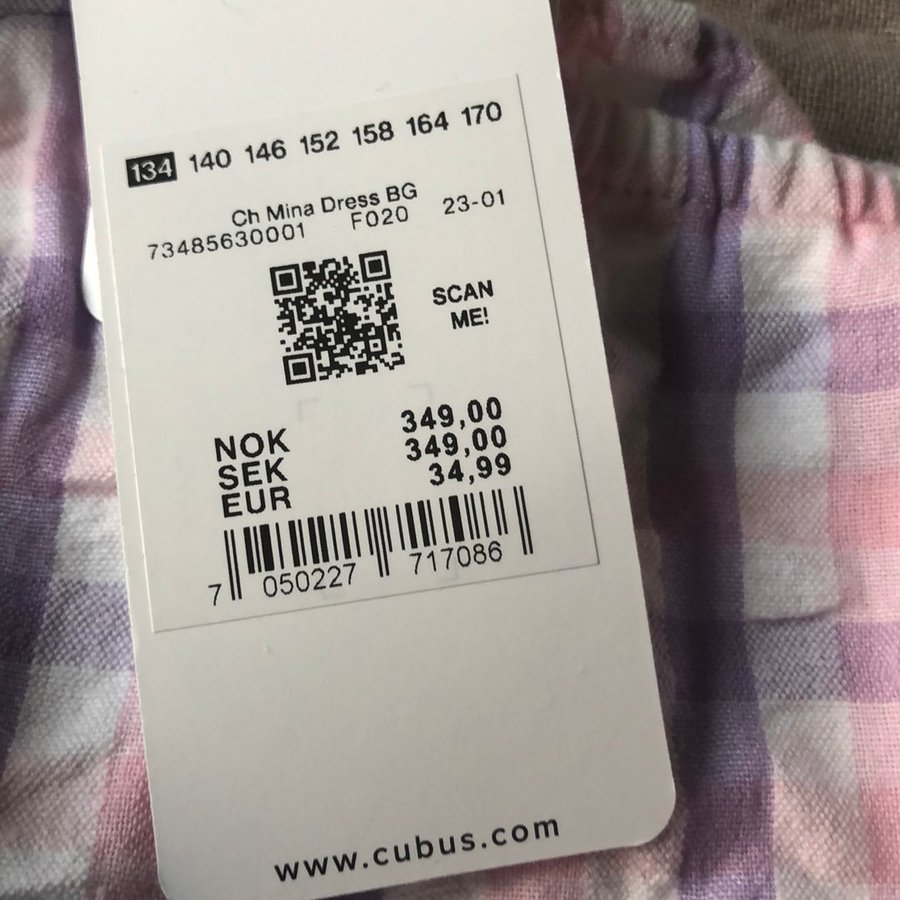 134 140 146 152 158 164 170
Ch Mina Dress BG
73485630001 F020 23-01
SCAN
ME!
NOK 349,00
SEK 349,00
EUR 34,99
7 050227 717086
www.cubus.com